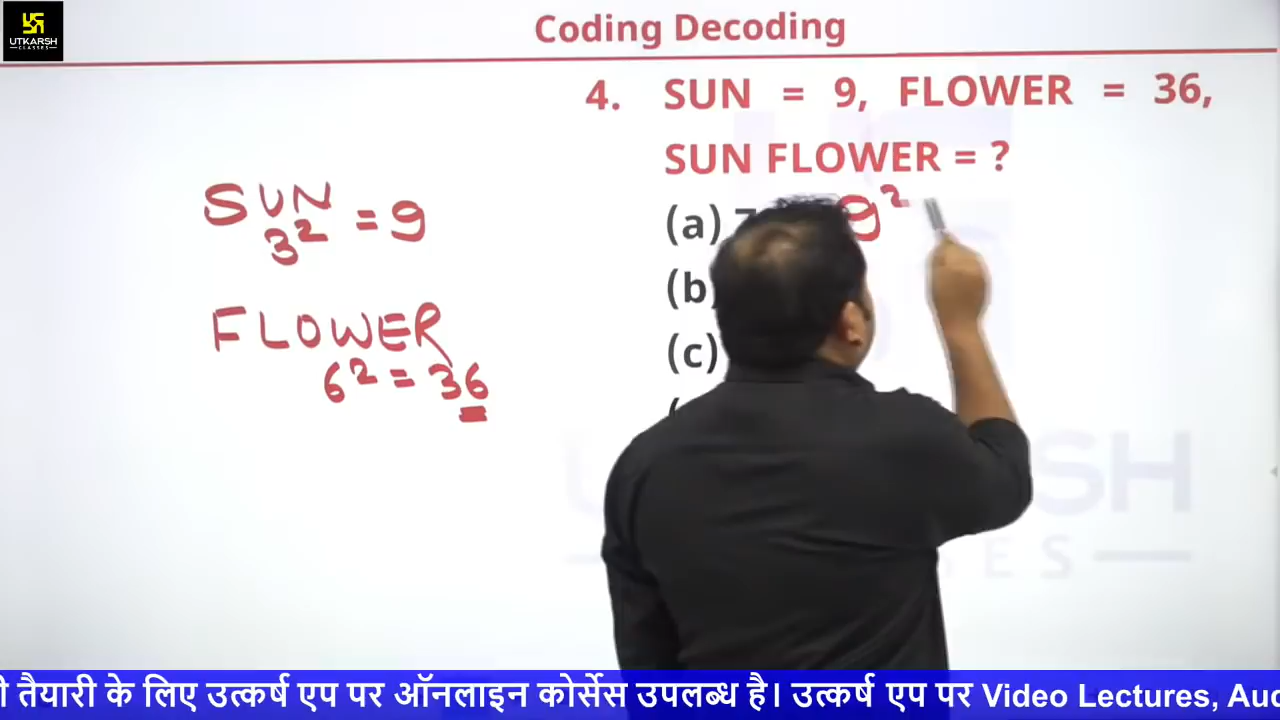 UTKARSH
CLASSES
Coding Decoding
4. SUN = 9, FLOWER = 36,
SUN FLOWER = ?
(a)
(b)
(c)
9²
SUN
3² = 9
FLOWER
6² = 36
तैयारी के लिए उत्कर्ष एप पर ऑनलाइन कोर्सेस उपलब्ध है। उत्कर्ष एप पर Video Lectures,